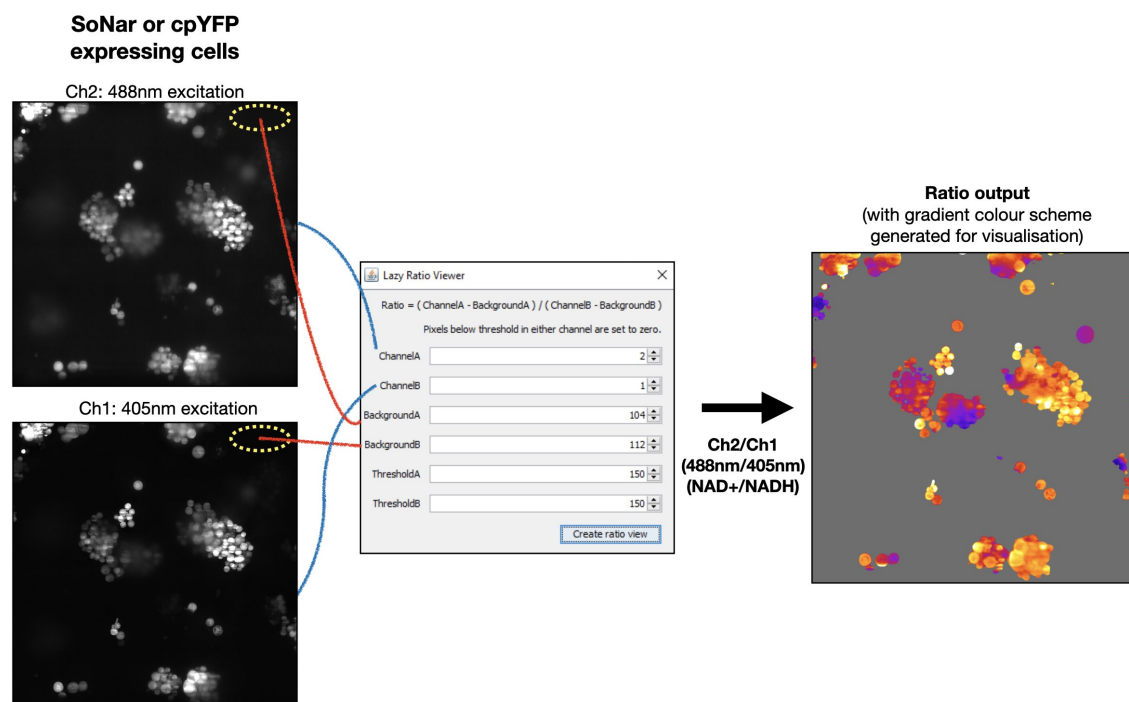 SoNar or cpYFP
expressing cells
Ch2: 488nm excitation
Ch1: 405nm excitation
Lazy Ratio Viewer
Ratio = ( ChannelA - BackgroundA ) / ( ChannelB - BackgroundB )
Pixels below threshold in either channel are set to zero.
ChannelA 2
ChannelB 1
BackgroundA 104
BackgroundB 112
ThresholdA 150
ThresholdB 150
Create ratio view
Ch2/Ch1
(488nm/405nm)
(NAD+/NADH)
Ratio output
(with gradient colour scheme
generated for visualisation)